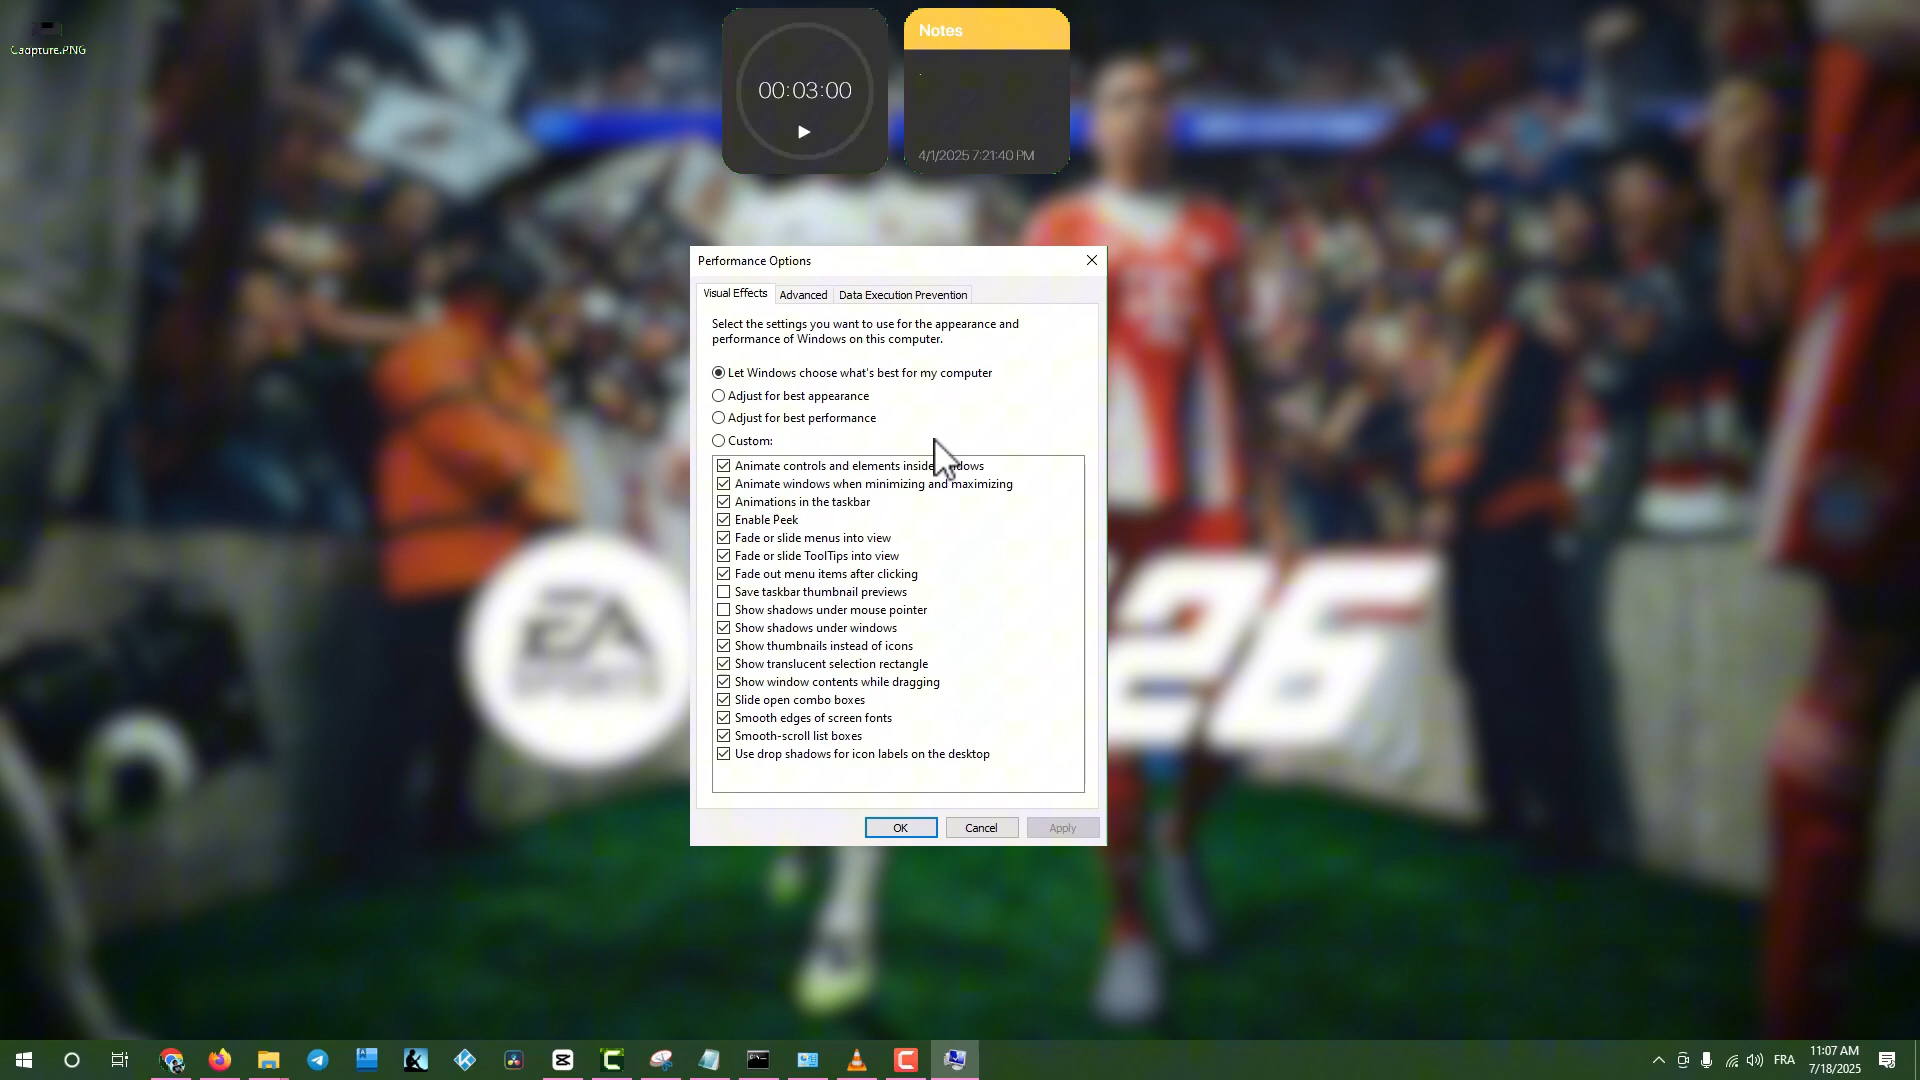 Caapture.PNG
00:03:00
Notes
.
4/1/2025 7:21:40 PM
Performance Options
Visual Effects
Advanced
Data Execution Prevention
Select the settings you want to use for the appearance and
performance of Windows on this computer.
Let Windows choose what's best for my computer
Adjust for best appearance
Adjust for best performance
Custom:
Animate controls and elements inside windows
Animate windows when minimizing and maximizing
Animations in the taskbar
Enable Peek
Fade or slide menus into view
Fade or slide ToolTips into view
Fade out menu items after clicking
Save taskbar thumbnail previews
Show shadows under mouse pointer
Show shadows under windows
Show thumbnails instead of icons
Show translucent selection rectangle
Show window contents while dragging
Slide open combo boxes
Smooth edges of screen fonts
Smooth-scroll list boxes
Use drop shadows for icon labels on the desktop
OK
Cancel
Apply
EA
SPORTS
26
FRA
11:07 AM
7/18/2025